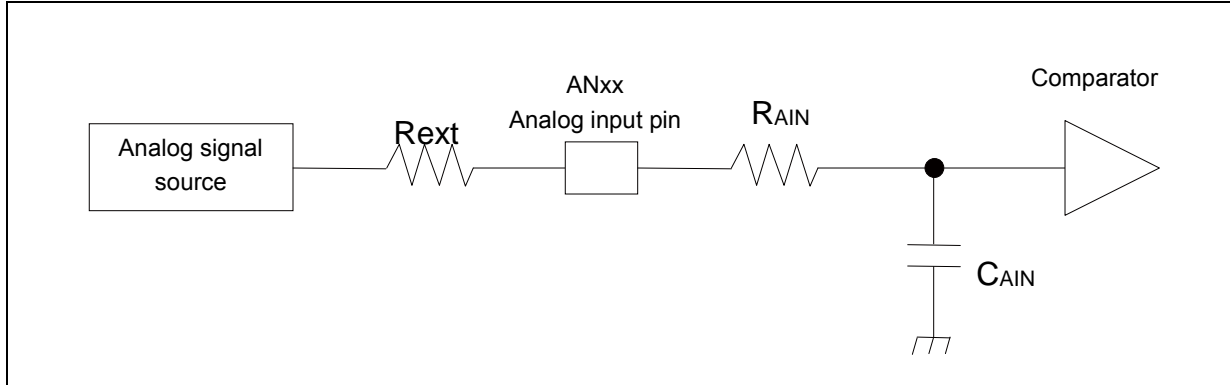 Analog signal
source
Rext
ANxx
Analog input pin
RAIN
Comparator
CAIN